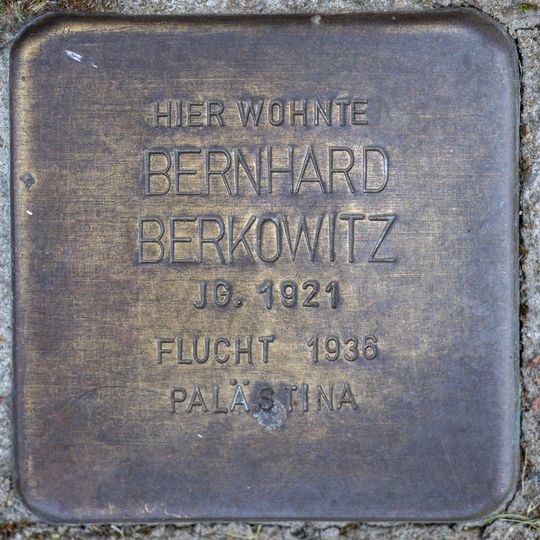 HIER WOHNTE
BERNHARD
BERKOWITZ
JG. 1921
FLUCHT 1936
PALÄSTINA